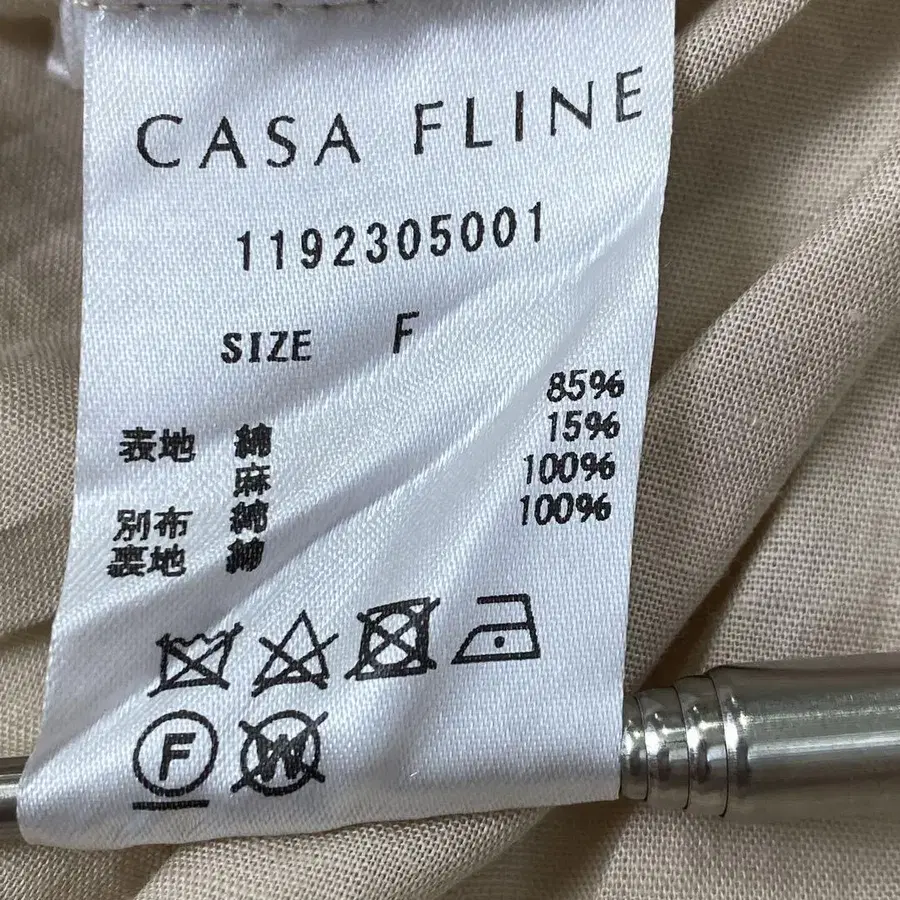 CASA FLINE
1192305001
SIZE F
85%
表地 綿 15%
麻 100%
別布 綿 100%
裏地 綿
F
W